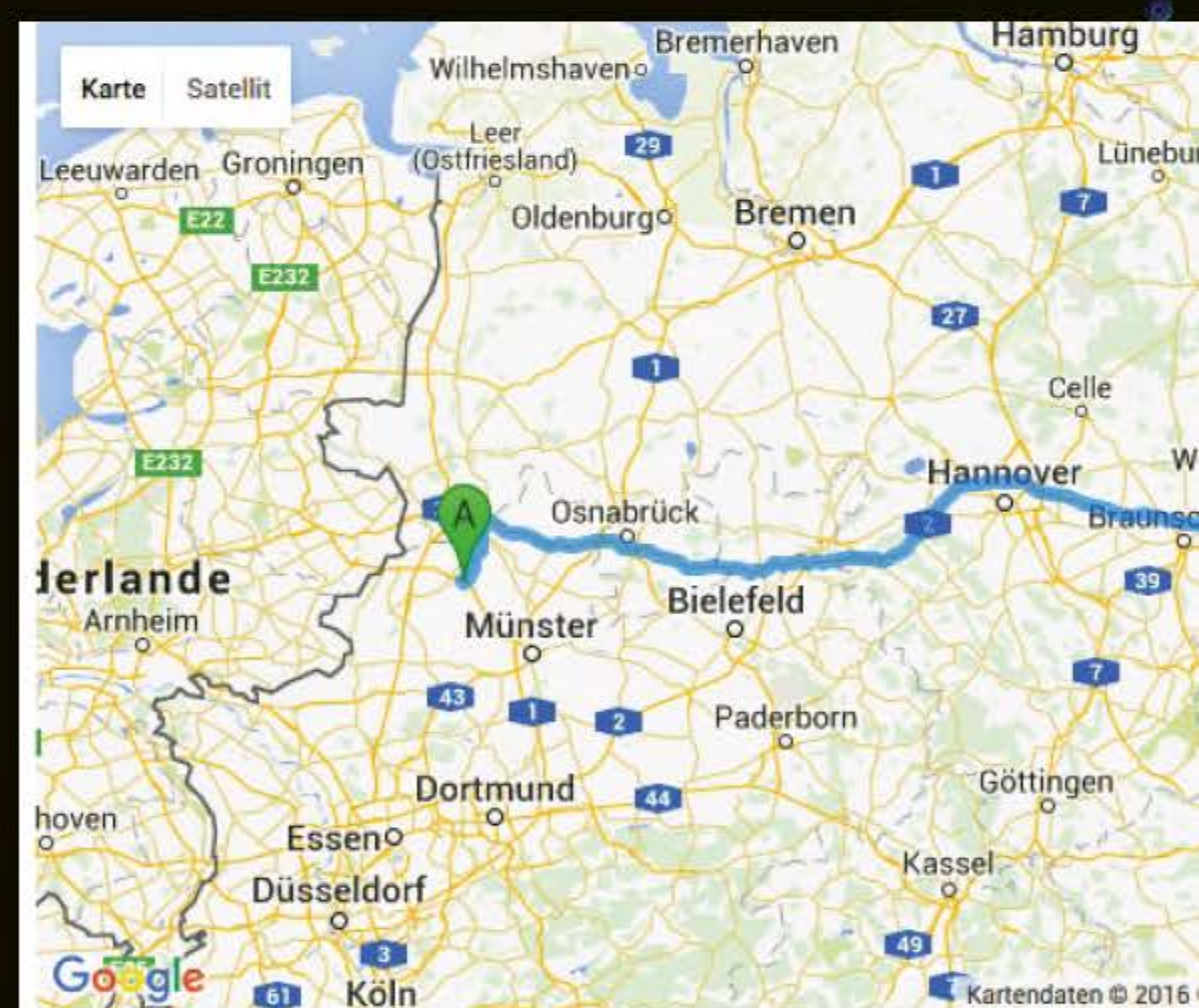 Karte Satellit
Bremerhaven
Hamburg
Wilhelmshaven
Leer
(Ostfriesland)
29
Leeuwarden
Groningen
1
Lünebur
7
E22
Oldenburg
Bremen
E232
27
1
Celle
E232
Hannover
W
A
Osnabrück
2
Braunsc
derlande
39
Arnheim
Bielefeld
Münster
7
43
1
2
Paderborn
Göttingen
Dortmund
44
hoven
Essen
Kassel
Düsseldorf
49
3
Google
61
Köln
7
Kartendaten © 2016